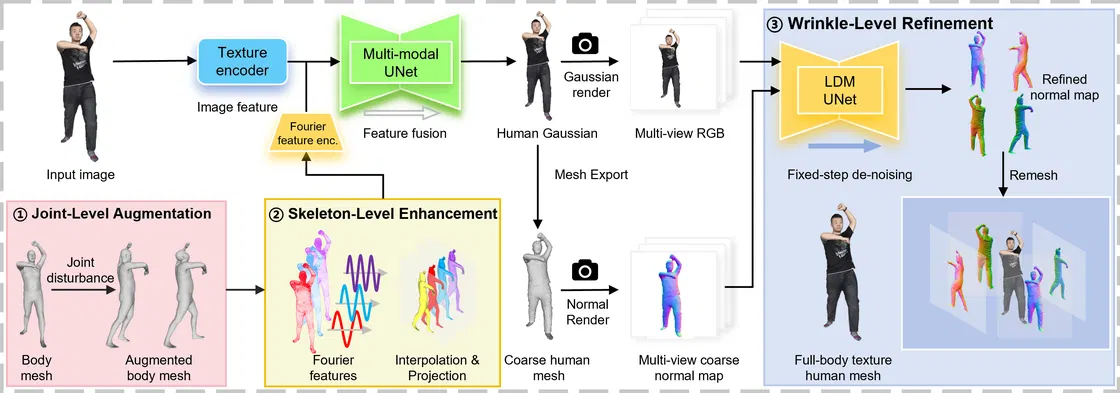 Input image
Texture
encoder
Image feature
Fourier
feature enc.
Multi-modal
UNet
Feature fusion
Human Gaussian
Gaussian
render
Multi-view RGB
Mesh Export
① Joint-Level Augmentation
Joint
disturbance
Body
mesh
Augmented
body mesh
② Skeleton-Level Enhancement
Fourier
features
Interpolation &
Projection
Coarse human
mesh
Normal
Render
Multi-view coarse
normal map
③ Wrinkle-Level Refinement
LDM
UNet
Fixed-step de-noising
Refined
normal map
Remesh
Full-body texture
human mesh